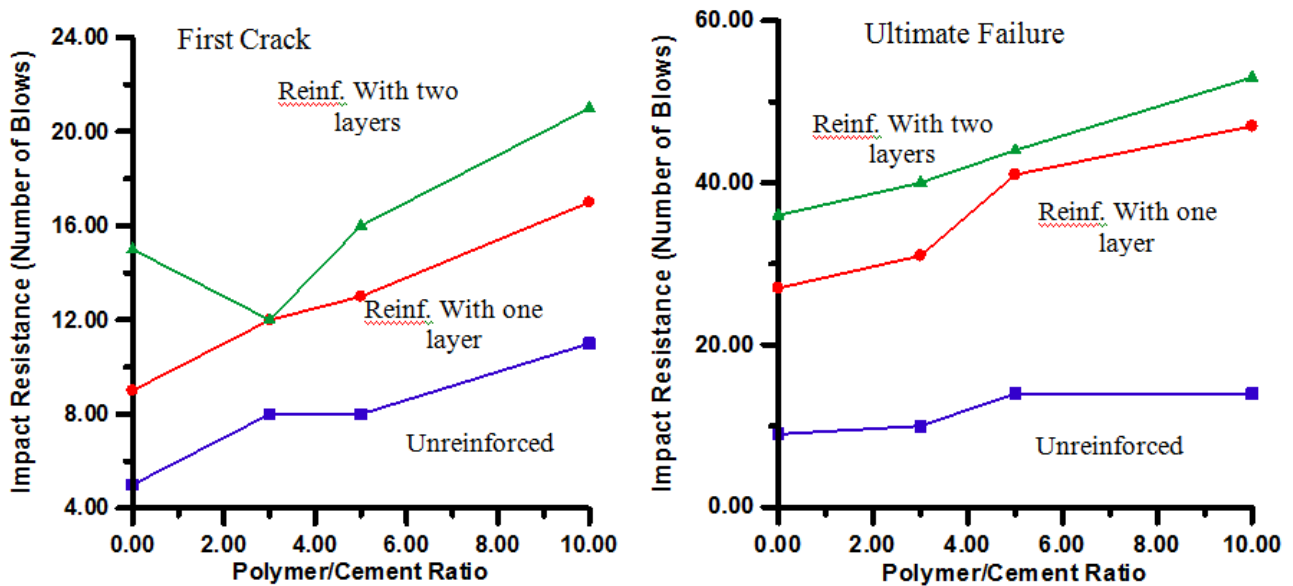 First Crack
Impact Resistance (Number of Blows)
24.00
20.00
16.00
12.00
8.00
4.00
Reinf. With two
layers
Reinf. With one
layer
Unreinforced
0.00 2.00 4.00 6.00 8.00 10.00
Polymer/Cement Ratio
Ultimate Failure
Impact Resistance (Number of Blows)
60.00
40.00
20.00
0.00
Reinf. With two
layers
Reinf. With one
layer
Unreinforced
0.00 2.00 4.00 6.00 8.00 10.00
Polymer/Cement Ratio